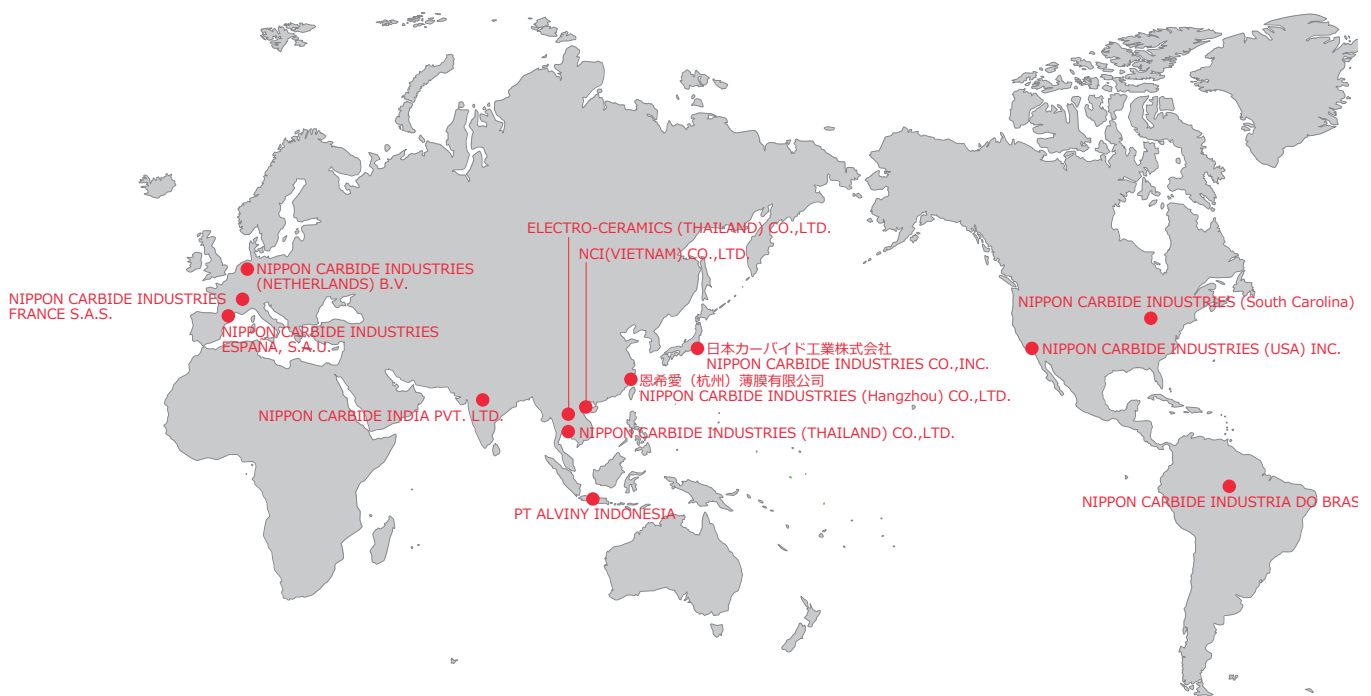 ELECTRO-CERAMICS (THAILAND) CO.,LTD.
NCI(VIETNAM) CO.,LTD.
NIPPON CARBIDE INDUSTRIES
(NETHERLANDS) B.V.
NIPPON CARBIDE INDUSTRIES
FRANCE S.A.S.
NIPPON CARBIDE INDUSTRIES
ESPAÑA, S.A.U.
NIPPON CARBIDE INDUSTRIES (South Carolina)
日本カーバイド工業株式会社
NIPPON CARBIDE INDUSTRIES CO.,INC.
NIPPON CARBIDE INDUSTRIES (USA) INC.
恩希愛（杭州）薄膜有限公司
NIPPON CARBIDE INDUSTRIES (Hangzhou) CO.,LTD.
NIPPON CARBIDE INDIA PVT. LTD.
NIPPON CARBIDE INDUSTRIES (THAILAND) CO.,LTD.
NIPPON CARBIDE INDUSTRIA DO BRAS
PT ALVINY INDONESIA